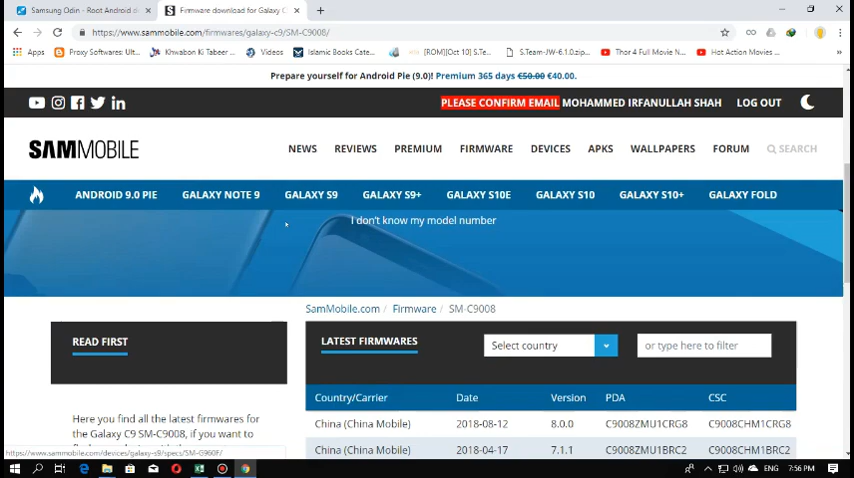 Samsung Odin - Root Android d
Firmware download for Galaxy C
https://www.sammobile.com/firmwares/galaxy-c9/SM-C9008/
Apps
Proxy Softwares: Ult...
Khwabon Ki Tabeer ...
Videos
Islamic Books Cate...
[ROM][Oct 10] S.Te...
S.Team-JW-6.1.0.zip...
Thor 4 Full Movie N...
Hot Action Movies ...
Prepare yourself for Android Pie (9.0)! Premium 365 days €50.00 €40.00.
PLEASE CONFIRM EMAIL MOHAMMED IRFANULLAH SHAH LOG OUT
SAMMOBILE
NEWS REVIEWS PREMIUM FIRMWARE DEVICES APKS WALLPAPERS FORUM SEARCH
ANDROID 9.0 PIE GALAXY NOTE 9 GALAXY S9 GALAXY S9+ GALAXY S10E GALAXY S10 GALAXY S10+ GALAXY FOLD
I don't know my model number
SamMobile.com / Firmware / SM-C9008
READ FIRST
LATEST FIRMWARES
Select country
or type here to filter
Country/Carrier Date Version PDA CSC
China (China Mobile) 2018-08-12 8.0.0 C9008ZMU1CRG8 C9008CHM1CRG8
China (China Mobile) 2018-04-17 7.1.1 C9008ZMU1BRC2 C9008CHM1BRC2
Here you find all the latest firmwares for
the Galaxy C9 SM-C9008, if you want to
https://www.sammobile.com/devices/galaxy-s9/specs/SM-G960F/
ENG 7:56 PM